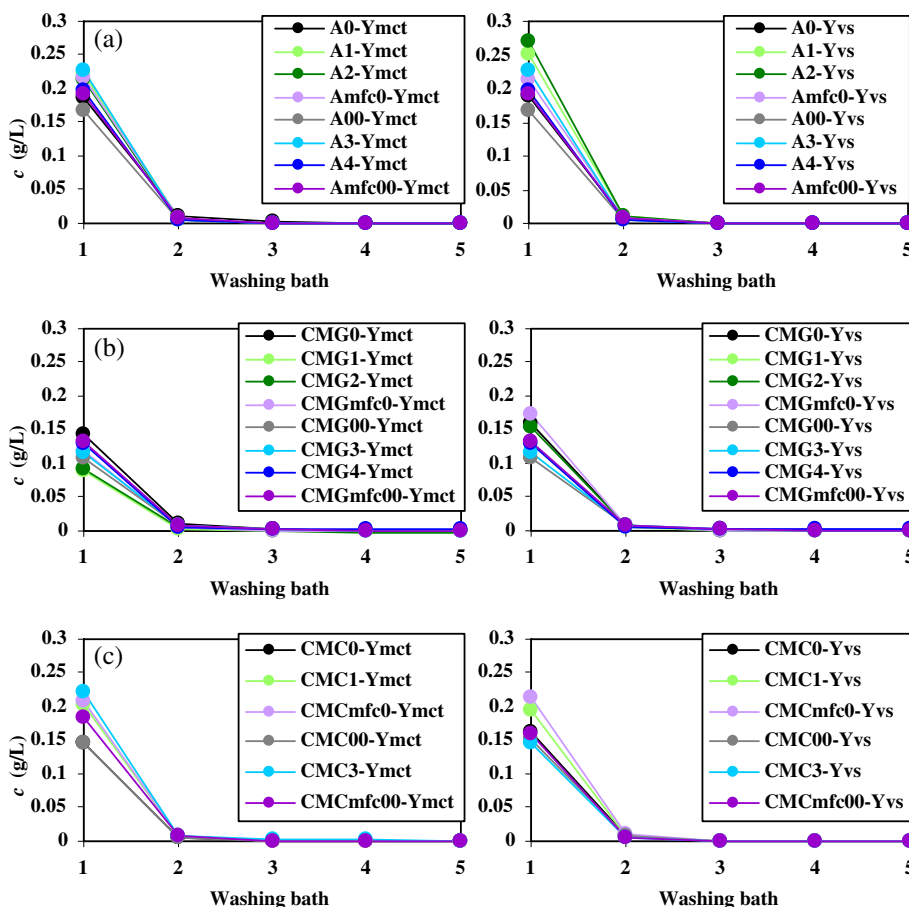 (a)
c (g/L)
0.3
0.25
0.2
0.15
0.1
0.05
0
A0-Ymct
A1-Ymct
A2-Ymct
Amfc0-Ymct
A00-Ymct
A3-Ymct
A4-Ymct
Amfc00-Ymct
1 2 3 4 5
Washing bath
0.3
0.25
0.2
0.15
0.1
0.05
0
A0-Yvs
A1-Yvs
A2-Yvs
Amfc0-Yvs
A00-Yvs
A3-Yvs
A4-Yvs
Amfc00-Yvs
1 2 3 4 5
Washing bath
(b)
c (g/L)
0.3
0.25
0.2
0.15
0.1
0.05
0
CMG0-Ymct
CMG1-Ymct
CMG2-Ymct
CMGmfc0-Ymct
CMG00-Ymct
CMG3-Ymct
CMG4-Ymct
CMGmfc00-Ymct
1 2 3 4 5
Washing bath
0.3
0.25
0.2
0.15
0.1
0.05
0
CMG0-Yvs
CMG1-Yvs
CMG2-Yvs
CMGmfc0-Yvs
CMG00-Yvs
CMG3-Yvs
CMG4-Yvs
CMGmfc00-Yvs
1 2 3 4 5
Washing bath
(c)
c (g/L)
0.3
0.25
0.2
0.15
0.1
0.05
0
CMC0-Ymct
CMC1-Ymct
CMCmfc0-Ymct
CMC00-Ymct
CMC3-Ymct
CMCmfc00-Ymct
1 2 3 4 5
Washing bath
0.3
0.25
0.2
0.15
0.1
0.05
0
CMC0-Yvs
CMC1-Yvs
CMCmfc0-Yvs
CMC00-Yvs
CMC3-Yvs
CMCmfc00-Yvs
1 2 3 4 5
Washing bath